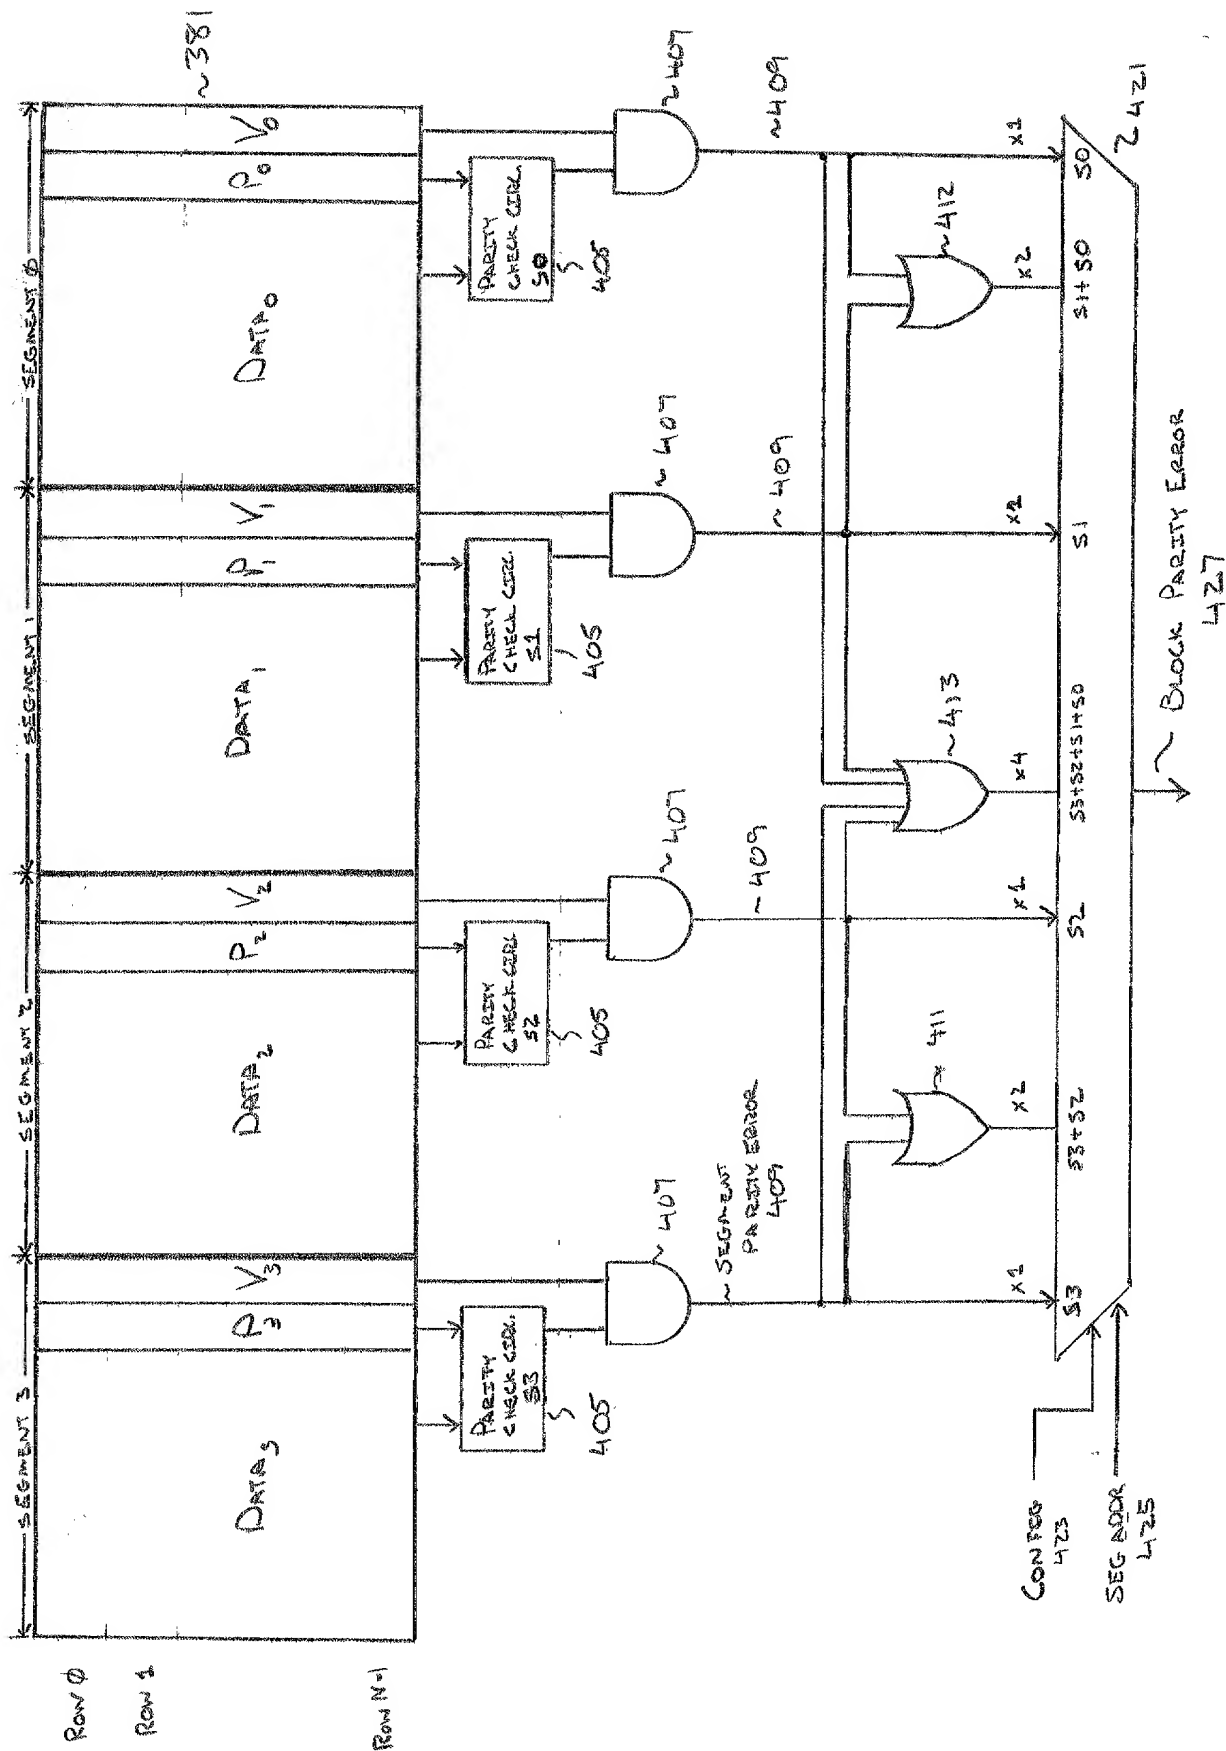 SEGMENT 3
SEGMENT 2
SEGMENT 1
SEGMENT 0
ROW 0
ROW 1
ROW N-1
DATA3
P3
V3
DATA2
P2
V2
DATA1
P1
V1
DATA0
P0
V0
~381
PARITY
CHECK CIRC.
S3
405
PARITY
CHECK CIRC.
S2
405
PARITY
CHECK CIRC.
S1
405
PARITY
CHECK CIRC.
S0
405
~407
~407
~407
~407
~SEGMENT
PARITY ERROR
409
~409
~409
~409
411
~413
~412
x1
x2
x1
x4
x1
x2
x1
S3
S3+S2
S2
S3+S2+S1+S0
S1
S1+S0
S0
421
CONFIG
423
SEG ADDR
425
~ BLOCK PARITY ERROR
427